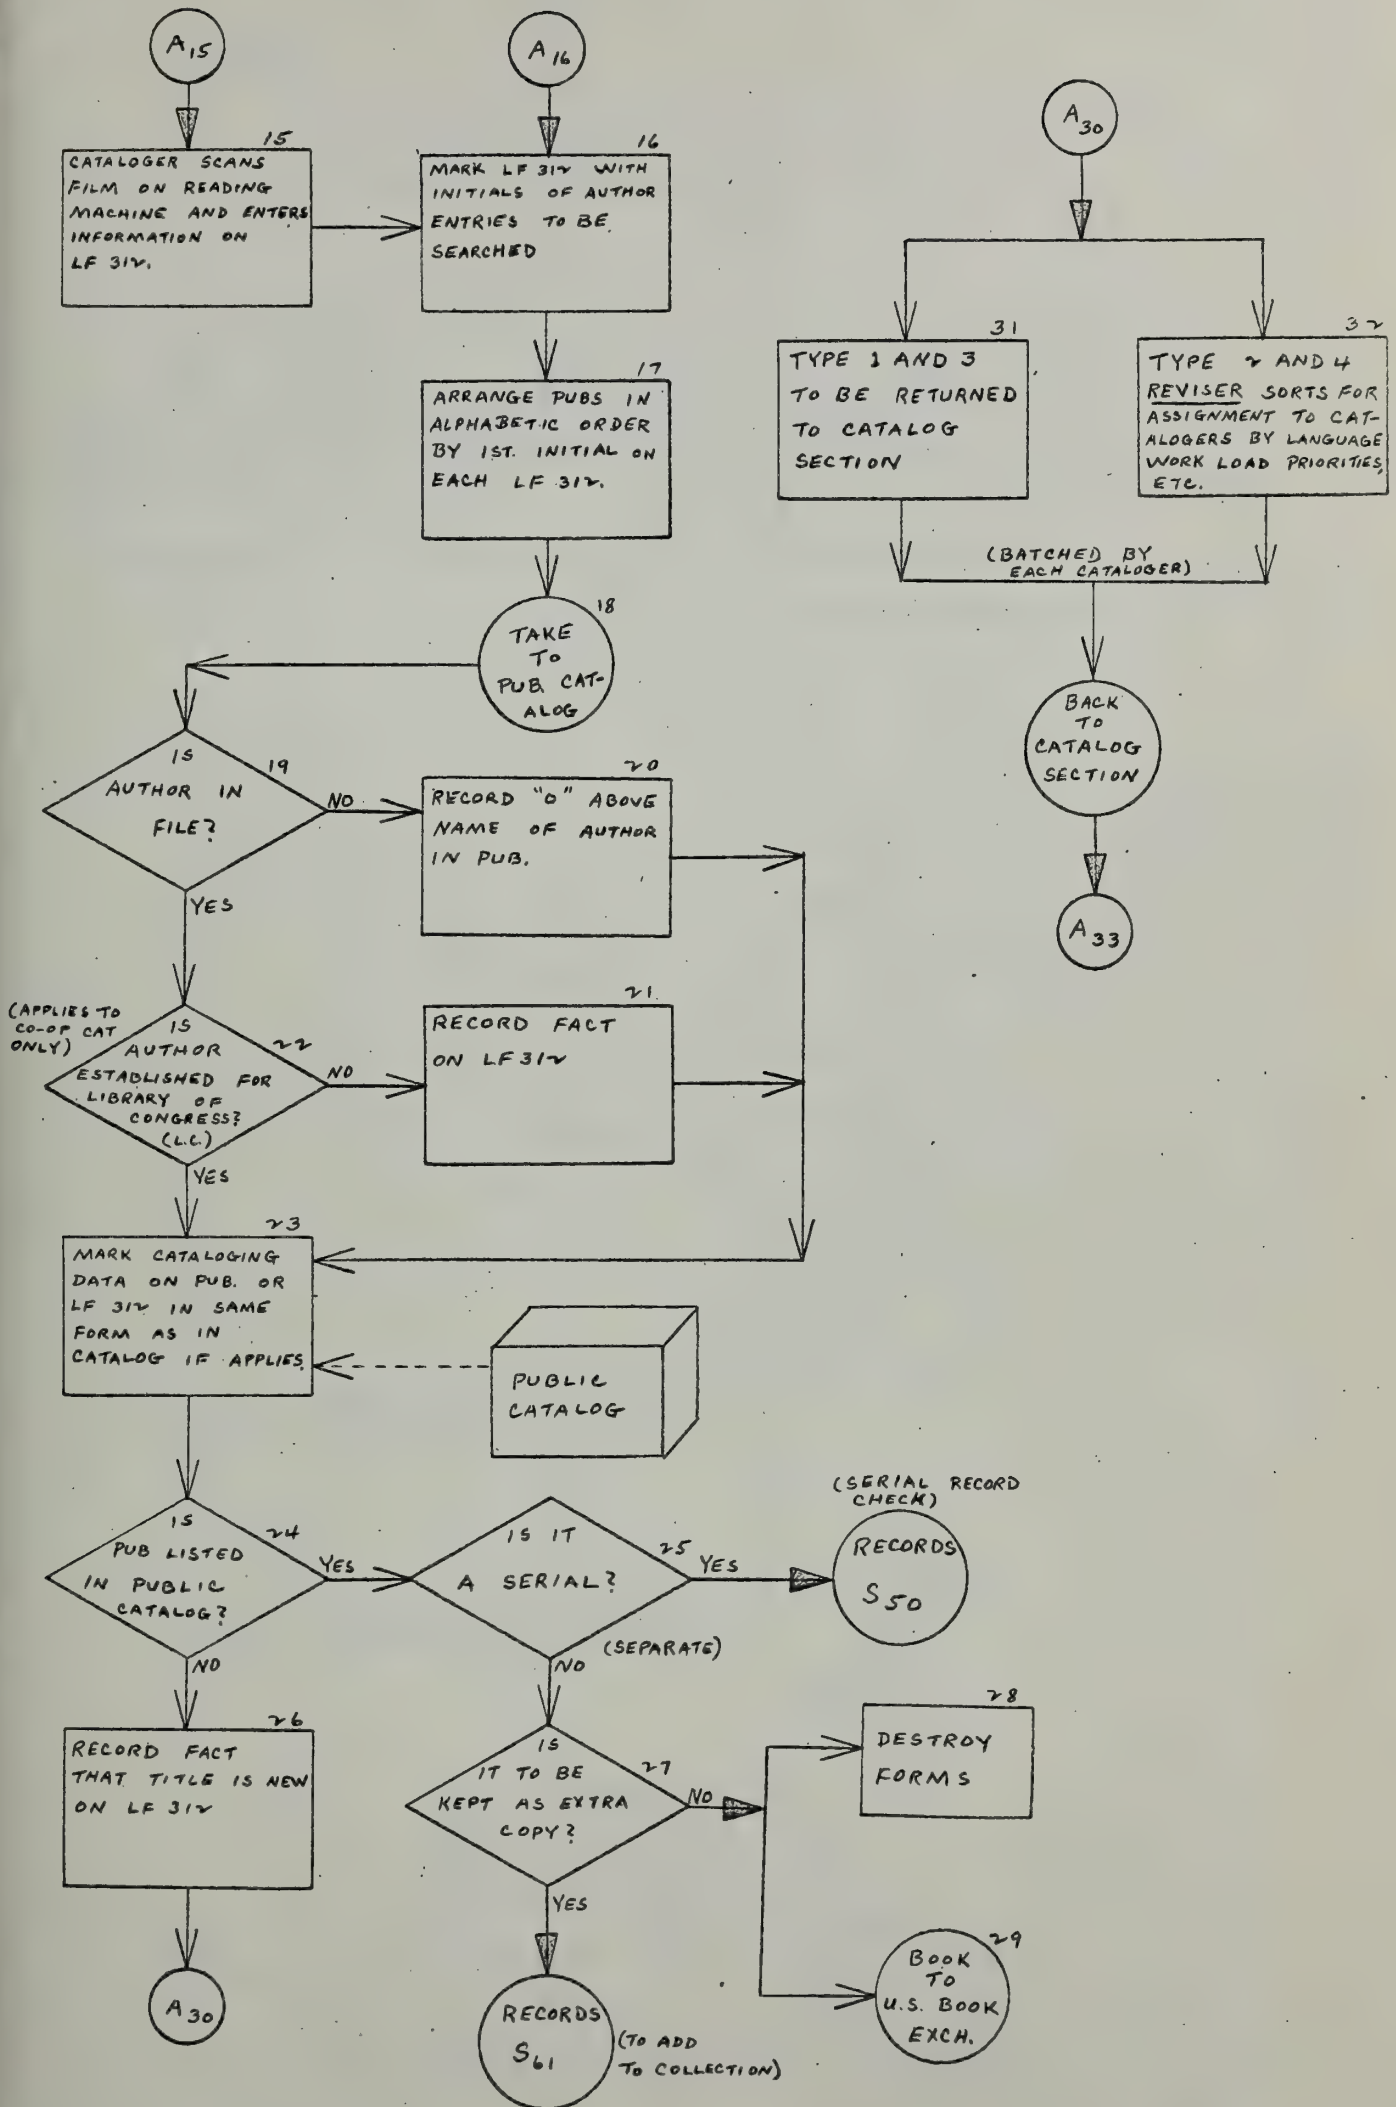 A15
15
CATALOGER SCANS
FILM ON READING
MACHINE AND ENTERS
INFORMATION ON
LF 312.
A16
16
MARK LF 312 WITH
INITIALS OF AUTHOR
ENTRIES TO BE
SEARCHED
17
ARRANGE PUBS IN
ALPHABETIC ORDER
BY 1ST. INITIAL ON
EACH LF 312.
18
TAKE
TO
PUB. CAT-
ALOG
19
IS
AUTHOR IN
FILE?
NO
YES
20
RECORD "0" ABOVE
NAME OF AUTHOR
IN PUB.
(APPLIES TO
CO-OP CAT
ONLY)
22
IS
AUTHOR
ESTABLISHED FOR
LIBRARY OF
CONGRESS?
(L.C.)
NO
YES
21
RECORD FACT
ON LF 312
23
MARK CATALOGING
DATA ON PUB. OR
LF 312 IN SAME
FORM AS IN
CATALOG IF APPLIES.
PUBLIC
CATALOG
24
IS
PUB LISTED
IN PUBLIC
CATALOG?
YES
NO
25
IS IT
A SERIAL?
YES
(SEPARATE)
NO
(SERIAL RECORD
CHECK)
RECORDS
S50
26
RECORD FACT
THAT TITLE IS NEW
ON LF 312
A30
27
IS
IT TO BE
KEPT AS EXTRA
COPY?
NO
YES
28
DESTROY
FORMS
29
BOOK
TO
U.S. BOOK
EXCH.
RECORDS
S61
(TO ADD
TO COLLECTION)
A30
31
TYPE 1 AND 3
TO BE RETURNED
TO CATALOG
SECTION
32
TYPE 2 AND 4
REVISER SORTS FOR
ASSIGNMENT TO CAT-
ALOGERS BY LANGUAGE
WORK LOAD PRIORITIES,
ETC.
(BATCHED BY
EACH CATALOGER)
BACK
TO
CATALOG
SECTION
A33